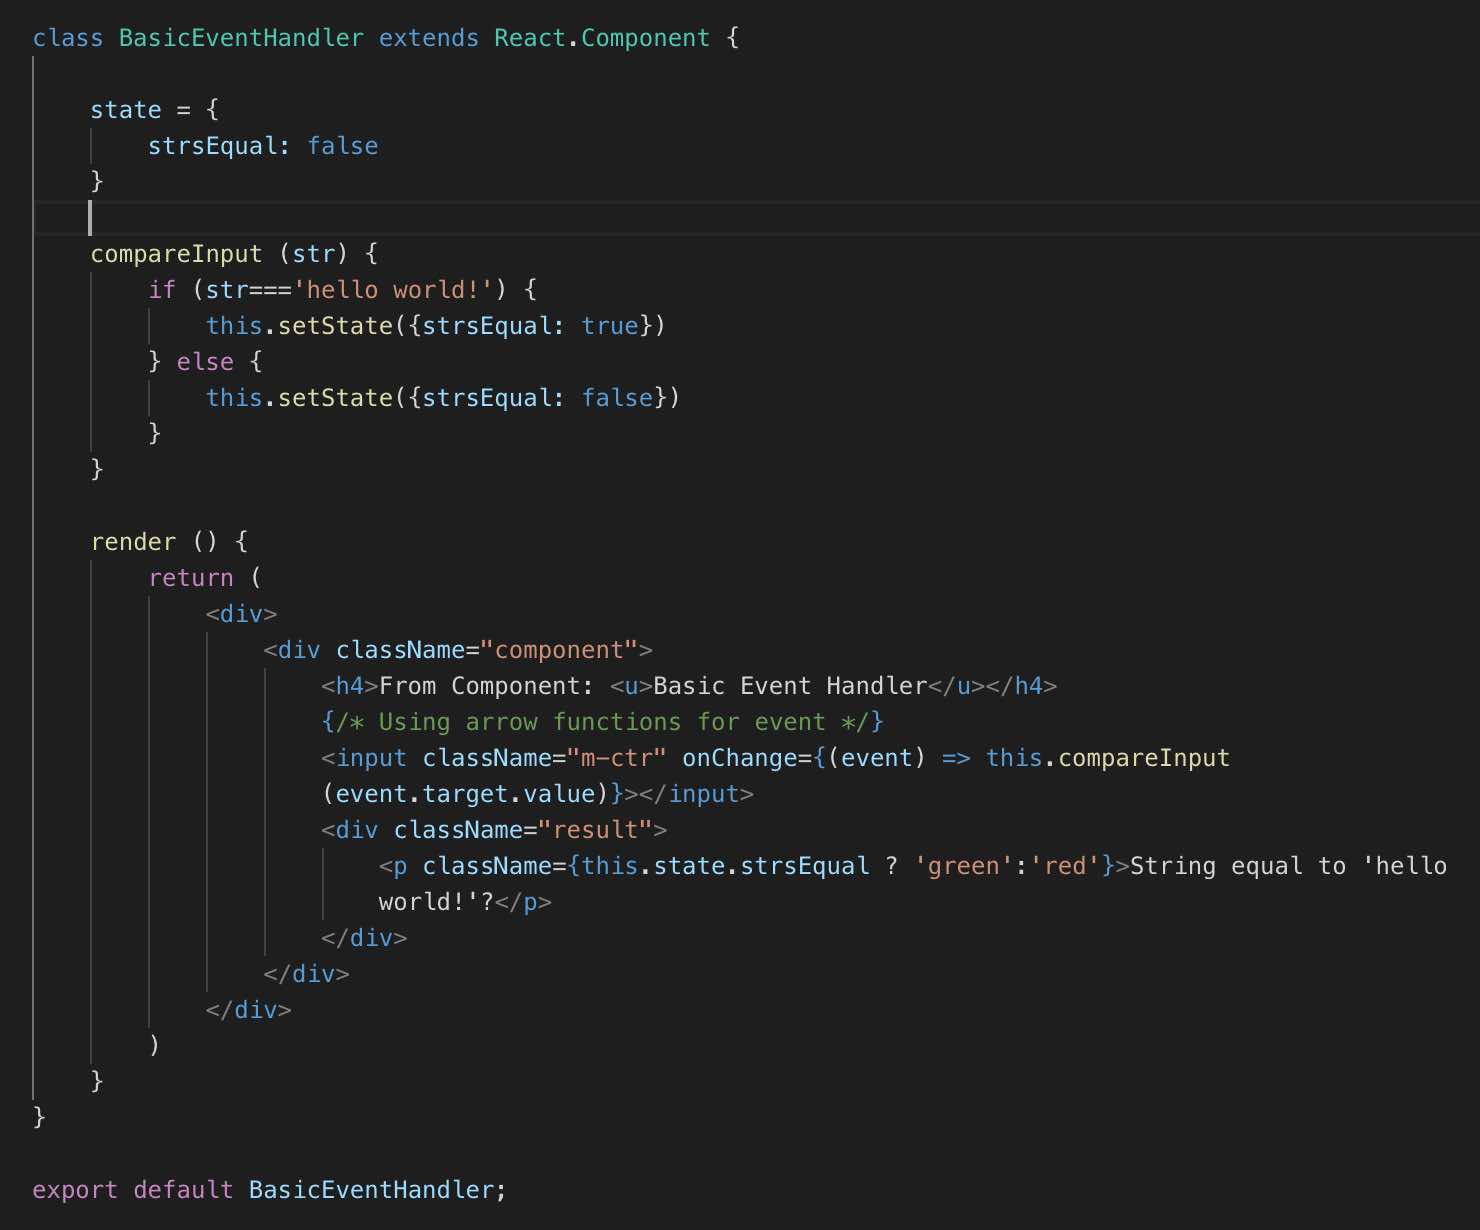 class BasicEventHandler extends React.Component {
    state = {
        strsEqual: false
    }
    compareInput (str) {
        if (str==='hello world!') {
            this.setState({strsEqual: true})
        } else {
            this.setState({strsEqual: false})
        }
    }
    render () {
        return (
            <div>
                <div className="component">
                    <h4>From Component: <u>Basic Event Handler</u></h4>
                    {/* Using arrow functions for event */}
                    <input className="m-ctr" onChange={(event) => this.compareInput
                    (event.target.value)}></input>
                    <div className="result">
                        <p className={this.state.strsEqual ? 'green':'red'}>String equal to 'hello
                        world!'?</p>
                    </div>
                </div>
            </div>
        )
    }
}
export default BasicEventHandler;